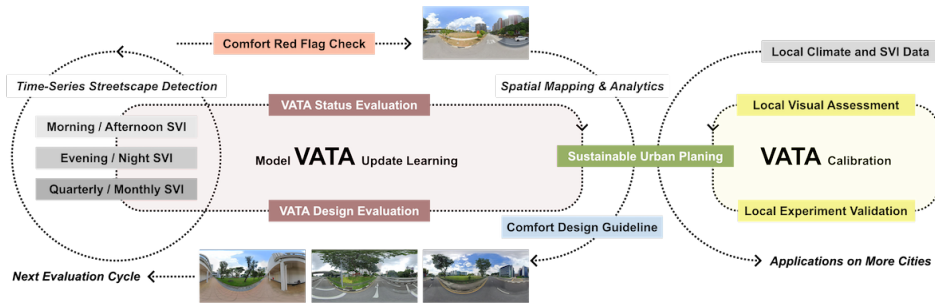 Comfort Red Flag Check
Local Climate and SVI Data
Time-Series Streetscape Detection
Spatial Mapping & Analytics
VATA Status Evaluation
Local Visual Assessment
Morning / Afternoon SVI
Evening / Night SVI
Model VATA Update Learning
Sustainable Urban Planing
VATA Calibration
Quarterly / Monthly SVI
VATA Design Evaluation
Local Experiment Validation
Comfort Design Guideline
Next Evaluation Cycle
Applications on More Cities